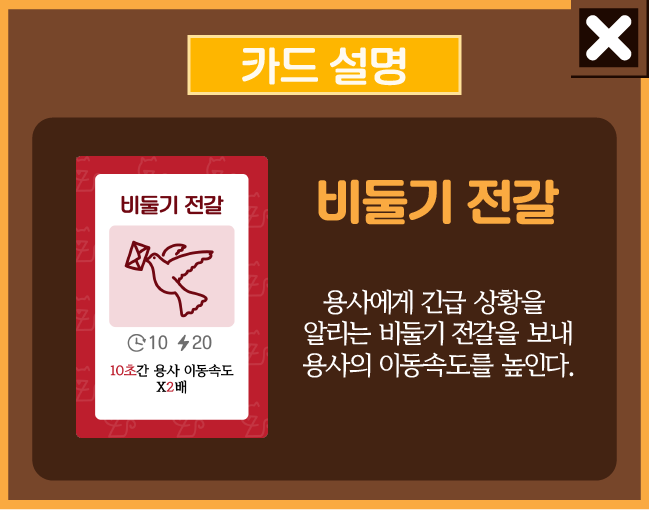 카드 설명
비둘기 전갈
10 20
10초간 용사 이동속도
X2배
비둘기 전갈
용사에게 긴급 상황을
알리는 비둘기 전갈을 보내
용사의 이동속도를 높인다.